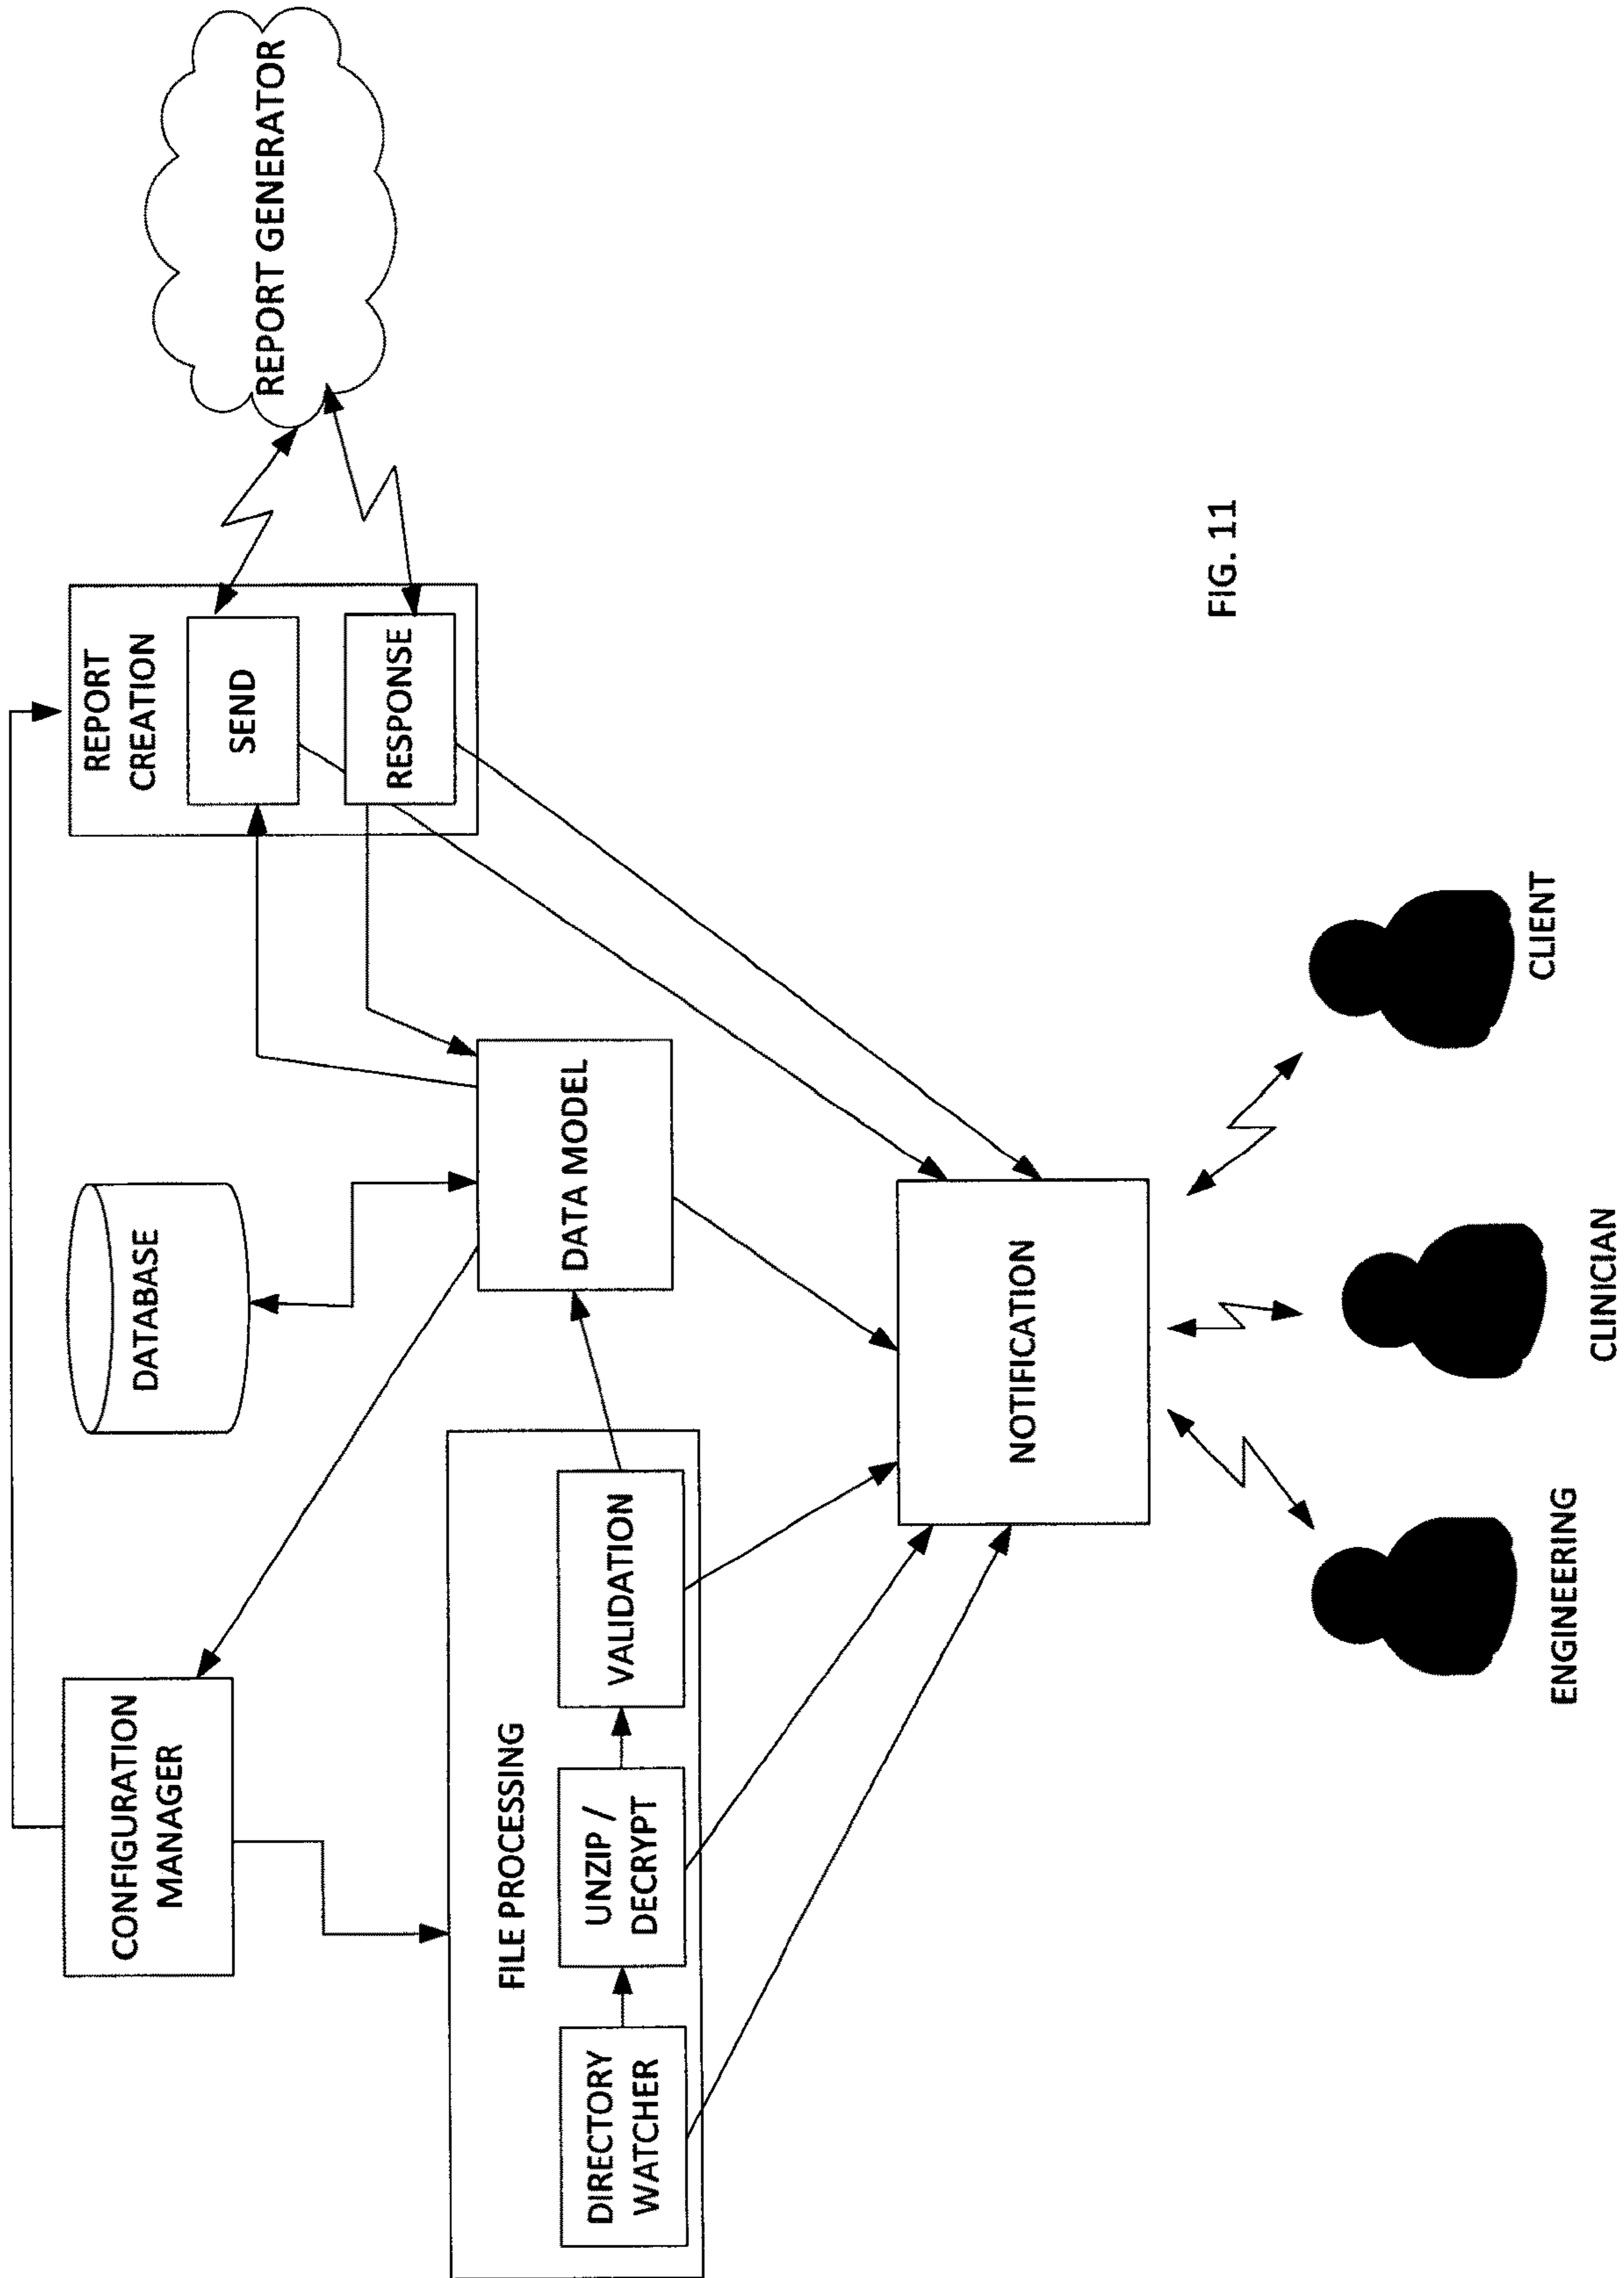 CONFIGURATION
MANAGER
DATABASE
REPORT
CREATION
SEND
RESPONSE
REPORT GENERATOR
FILE PROCESSING
DIRECTORY
WATCHER
UNZIP /
DECRYPT
VALIDATION
DATA MODEL
NOTIFICATION
ENGINEERING
CLINICIAN
CLIENT
FIG. 11